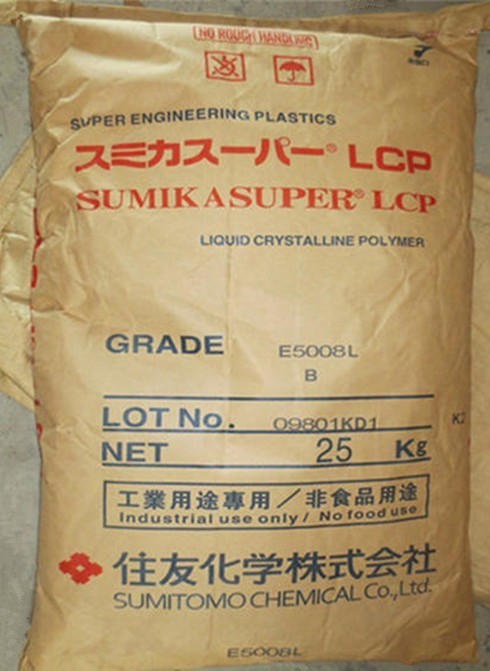 NO ROUGH HANDLING
SUPER ENGINEERING PLASTICS
スミカスーパー® LCP
SUMIKASUPER® LCP
LIQUID CRYSTALLINE POLYMER
GRADE E5008L
B
LOT No. 09801KD1
NET 25 Kg
工業用途専用／非食品用途
Industrial use only / No food use
住友化学株式会社
SUMITOMO CHEMICAL Co., Ltd.
E5008L